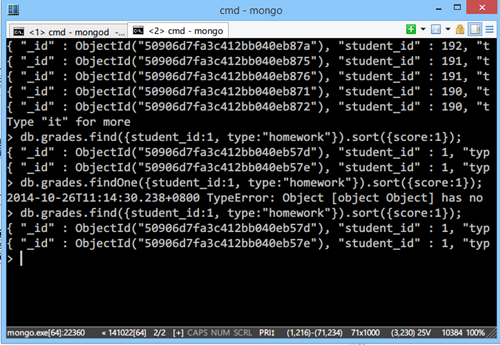 cmd - mongo
<1> cmd - mongod -...
<2> cmd - mongo
{ "_id" : ObjectId("50906d7fa3c412bb040eb87a"), "student_id" : 192, "t
{ "_id" : ObjectId("50906d7fa3c412bb040eb875"), "student_id" : 191, "t
{ "_id" : ObjectId("50906d7fa3c412bb040eb876"), "student_id" : 191, "t
{ "_id" : ObjectId("50906d7fa3c412bb040eb871"), "student_id" : 190, "t
{ "_id" : ObjectId("50906d7fa3c412bb040eb872"), "student_id" : 190, "t
Type "it" for more
> db.grades.find({student_id:1, type:"homework"}).sort({score:1});
{ "_id" : ObjectId("50906d7fa3c412bb040eb57d"), "student_id" : 1, "typ
{ "_id" : ObjectId("50906d7fa3c412bb040eb57e"), "student_id" : 1, "typ
> db.grades.findOne({student_id:1, type:"homework"}).sort({score:1});
2014-10-26T11:14:30.238+0800 TypeError: Object [object Object] has no
> db.grades.find({student_id:1, type:"homework"}).sort({score:1});
{ "_id" : ObjectId("50906d7fa3c412bb040eb57d"), "student_id" : 1, "typ
{ "_id" : ObjectId("50906d7fa3c412bb040eb57e"), "student_id" : 1, "typ
>
mongo.exe[64]:22360 « 141022[64] 2/2 [+] CAPS NUM SCRL PRI↕ (1,216)-(71,234) 71x1000 (3,230) 25V 10384 100%